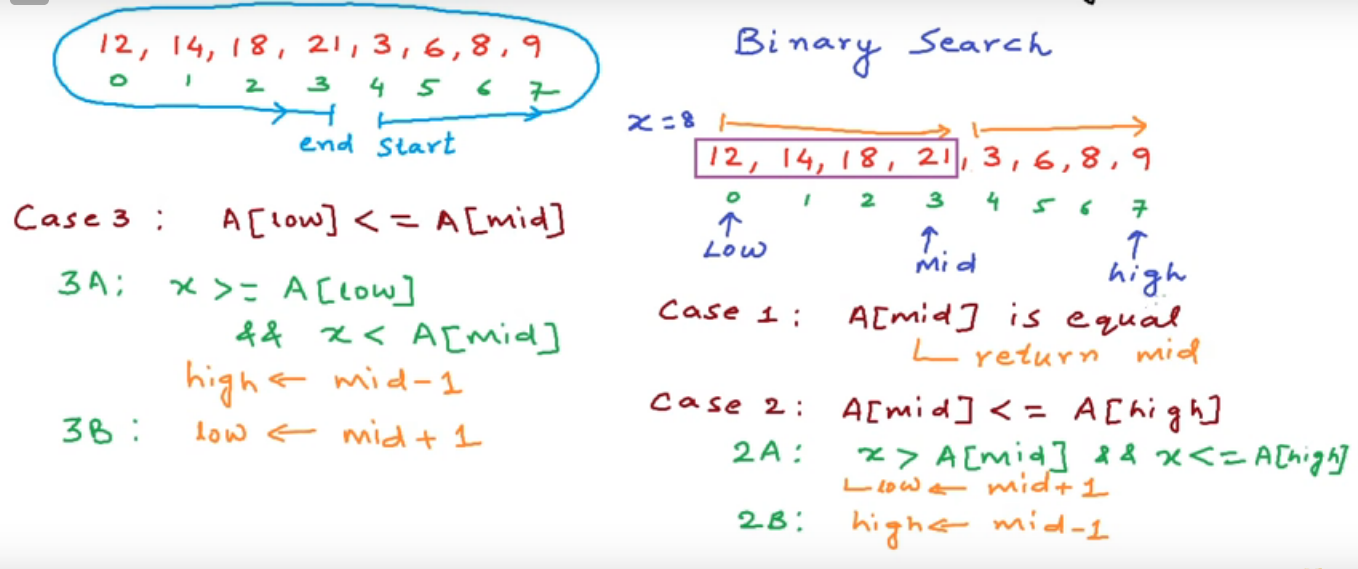 12, 14, 18, 21, 3, 6, 8, 9
0 1 2 3 4 5 6 7
end start
Case 3 : A[low] <= A[mid]
3A: x >= A[low]
&& x < A[mid]
high ← mid-1
3B : low ← mid + 1
Binary Search
x = 8
12, 14, 18, 21, 3, 6, 8, 9
0 1 2 3 4 5 6 7
↑ ↑ ↑
Low Mid high
Case 1 : A[mid] is equal
return mid
Case 2 : A[mid] <= A[high]
2A : x > A[mid] && x <= A[high]
low ← mid+1
2B : high ← mid-1